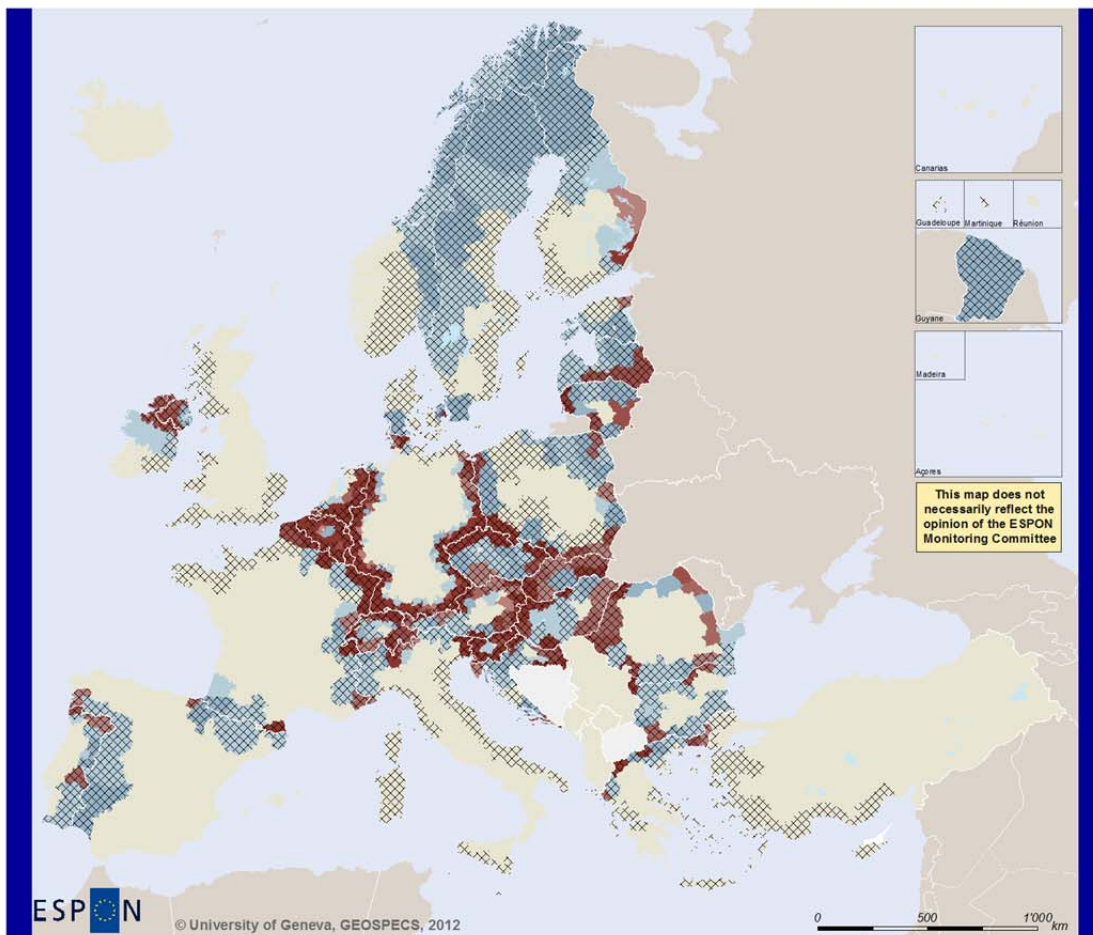 Canarias
Guadeloupe Martinique Réunion
Guyane
Madeira
Açores
This map does not
necessarily reflect the
opinion of the ESPON
Monitoring Committee
ESPON
© University of Geneva, GEOSPECS, 2012
0 500 1'000
km